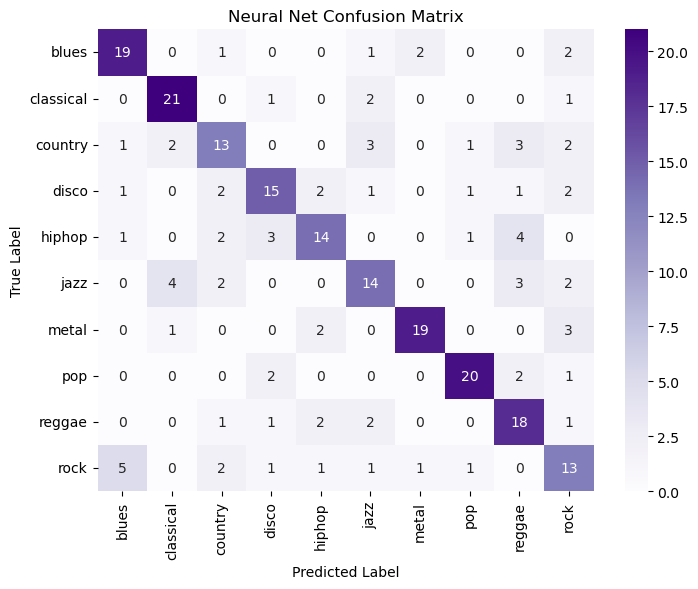 Neural Net Confusion Matrix
True Label
blues 19 0 1 0 0 1 2 0 0 2
classical 0 21 0 1 0 2 0 0 0 1
country 1 2 13 0 0 3 0 1 3 2
disco 1 0 2 15 2 1 0 1 1 2
hiphop 1 0 2 3 14 0 0 1 4 0
jazz 0 4 2 0 0 14 0 0 3 2
metal 0 1 0 0 2 0 19 0 0 3
pop 0 0 0 2 0 0 0 20 2 1
reggae 0 0 1 1 2 2 0 0 18 1
rock 5 0 2 1 1 1 1 1 0 13
blues classical country disco hiphop jazz metal pop reggae rock
Predicted Label
20.0
17.5
15.0
12.5
10.0
7.5
5.0
2.5
0.0